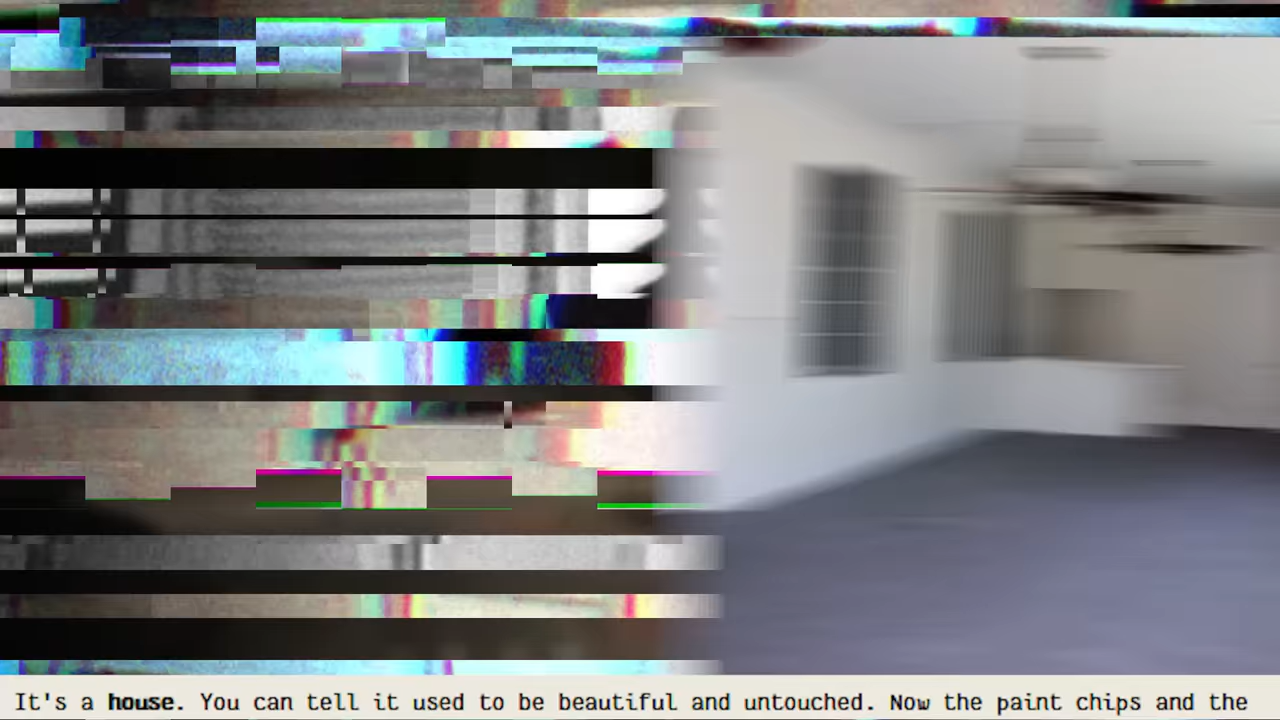 It's a house. You can tell it used to be beautiful and untouched. Now the paint chips and the